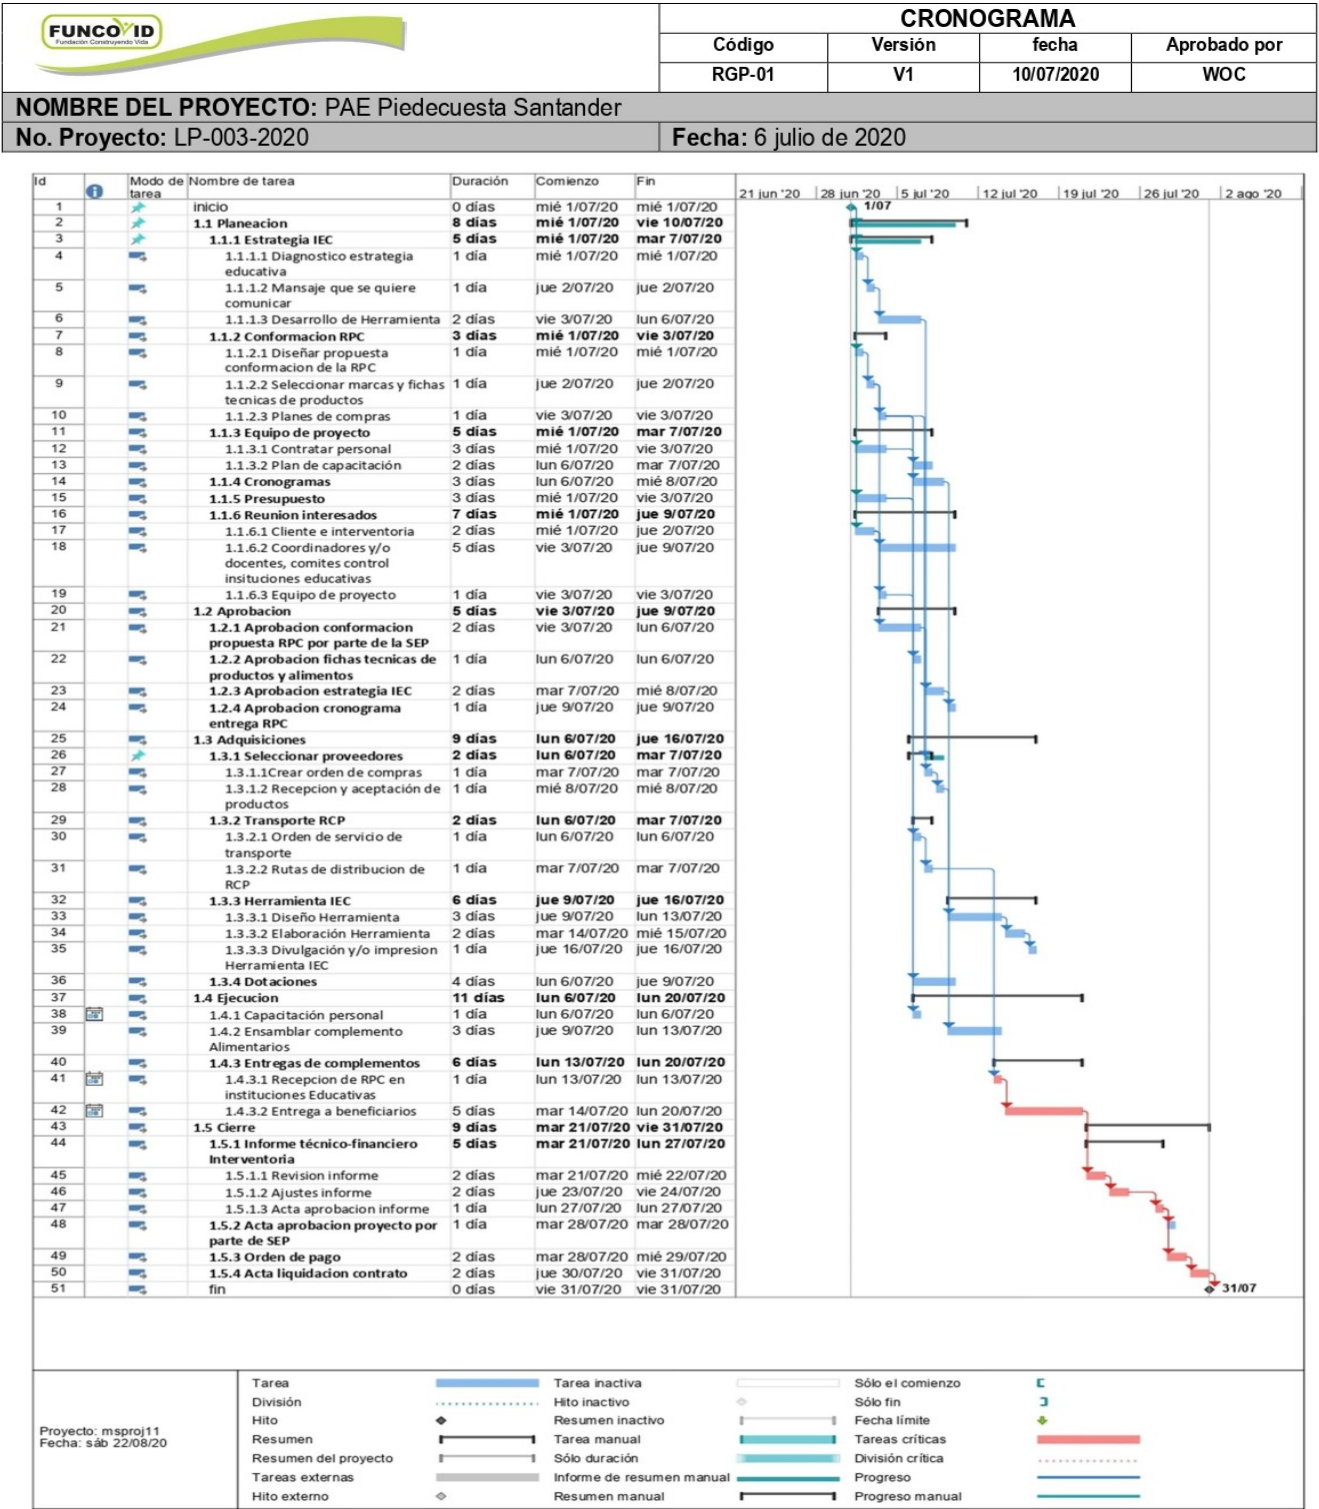 FUNCOVID
Fundación Construyendo Vida
CRONOGRAMA
Código Versión fecha Aprobado por
RGP-01 V1 10/07/2020 WOC
NOMBRE DEL PROYECTO: PAE Piedecuesta Santander
No. Proyecto: LP-003-2020 Fecha: 6 julio de 2020
Id Modo de tarea Nombre de tarea Duración Comienzo Fin 21 jun '20 28 jun '20 5 jul '20 12 jul '20 19 jul '20 26 jul '20 2 ago '20
1 inicio 0 días mié 1/07/20 mié 1/07/20 1/07
2 1.1 Planeacion 8 días mié 1/07/20 vie 10/07/20
3 1.1.1 Estrategia IEC 5 días mié 1/07/20 mar 7/07/20
4 1.1.1.1 Diagnostico estrategia 1 día mié 1/07/20 mié 1/07/20
educativa
5 1.1.1.2 Mansaje que se quiere 1 día jue 2/07/20 jue 2/07/20
comunicar
6 1.1.1.3 Desarrollo de Herramienta 2 días vie 3/07/20 lun 6/07/20
7 1.1.2 Conformacion RPC 3 días mié 1/07/20 vie 3/07/20
8 1.1.2.1 Diseñar propuesta 1 día mié 1/07/20 mié 1/07/20
conformacion de la RPC
9 1.1.2.2 Seleccionar marcas y fichas 1 día jue 2/07/20 jue 2/07/20
tecnicas de productos
10 1.1.2.3 Planes de compras 1 día vie 3/07/20 vie 3/07/20
11 1.1.3 Equipo de proyecto 5 días mié 1/07/20 mar 7/07/20
12 1.1.3.1 Contratar personal 3 días mié 1/07/20 vie 3/07/20
13 1.1.3.2 Plan de capacitación 2 días lun 6/07/20 mar 7/07/20
14 1.1.4 Cronogramas 3 días lun 6/07/20 mié 8/07/20
15 1.1.5 Presupuesto 3 días mié 1/07/20 vie 3/07/20
16 1.1.6 Reunion interesados 7 días mié 1/07/20 jue 9/07/20
17 1.1.6.1 Cliente e interventoria 2 días mié 1/07/20 jue 2/07/20
18 1.1.6.2 Coordinadores y/o 5 días vie 3/07/20 jue 9/07/20
docentes, comites control
insituciones educativas
19 1.1.6.3 Equipo de proyecto 1 día vie 3/07/20 vie 3/07/20
20 1.2 Aprobacion 5 días vie 3/07/20 jue 9/07/20
21 1.2.1 Aprobacion conformacion 2 días vie 3/07/20 lun 6/07/20
propuesta RPC por parte de la SEP
22 1.2.2 Aprobacion fichas tecnicas de 1 día lun 6/07/20 lun 6/07/20
productos y alimentos
23 1.2.3 Aprobacion estrategia IEC 2 días mar 7/07/20 mié 8/07/20
24 1.2.4 Aprobacion cronograma 1 día jue 9/07/20 jue 9/07/20
entrega RPC
25 1.3 Adquisiciones 9 días lun 6/07/20 jue 16/07/20
26 1.3.1 Seleccionar proveedores 2 días lun 6/07/20 mar 7/07/20
27 1.3.1.1Crear orden de compras 1 día mar 7/07/20 mar 7/07/20
28 1.3.1.2 Recepcion y aceptación de 1 día mié 8/07/20 mié 8/07/20
productos
29 1.3.2 Transporte RCP 2 días lun 6/07/20 mar 7/07/20
30 1.3.2.1 Orden de servicio de 1 día lun 6/07/20 lun 6/07/20
transporte
31 1.3.2.2 Rutas de distribucion de 1 día mar 7/07/20 mar 7/07/20
RCP
32 1.3.3 Herramienta IEC 6 días jue 9/07/20 jue 16/07/20
33 1.3.3.1 Diseño Herramienta 3 días jue 9/07/20 lun 13/07/20
34 1.3.3.2 Elaboración Herramienta 2 días mar 14/07/20 mié 15/07/20
35 1.3.3.3 Divulgación y/o impresion 1 día jue 16/07/20 jue 16/07/20
Herramienta IEC
36 1.3.4 Dotaciones 4 días lun 6/07/20 jue 9/07/20
37 1.4 Ejecucion 11 días lun 6/07/20 lun 20/07/20
38 1.4.1 Capacitación personal 1 día lun 6/07/20 lun 6/07/20
39 1.4.2 Ensamblar complemento 3 días jue 9/07/20 lun 13/07/20
Alimentarios
40 1.4.3 Entregas de complementos 6 días lun 13/07/20 lun 20/07/20
41 1.4.3.1 Recepcion de RPC en 1 día lun 13/07/20 lun 13/07/20
instituciones Educativas
42 1.4.3.2 Entrega a beneficiarios 5 días mar 14/07/20 lun 20/07/20
43 1.5 Cierre 9 días mar 21/07/20 vie 31/07/20
44 1.5.1 Informe técnico-financiero 5 días mar 21/07/20 lun 27/07/20
Interventoria
45 1.5.1.1 Revision informe 2 días mar 21/07/20 mié 22/07/20
46 1.5.1.2 Ajustes informe 2 días jue 23/07/20 vie 24/07/20
47 1.5.1.3 Acta aprobacion informe 1 día lun 27/07/20 lun 27/07/20
48 1.5.2 Acta aprobacion proyecto por 1 día mar 28/07/20 mar 28/07/20
parte de SEP
49 1.5.3 Orden de pago 2 días mar 28/07/20 mié 29/07/20
50 1.5.4 Acta liquidacion contrato 2 días jue 30/07/20 vie 31/07/20
51 fin 0 días vie 31/07/20 vie 31/07/20 31/07
Proyecto: msproj11
Fecha: sáb 22/08/20
Tarea Tarea inactiva Sólo el comienzo
División Hito inactivo Sólo fin
Hito Resumen inactivo Fecha límite
Resumen Tarea manual Tareas críticas
Resumen del proyecto Sólo duración División crítica
Tareas externas Informe de resumen manual Progreso
Hito externo Resumen manual Progreso manual